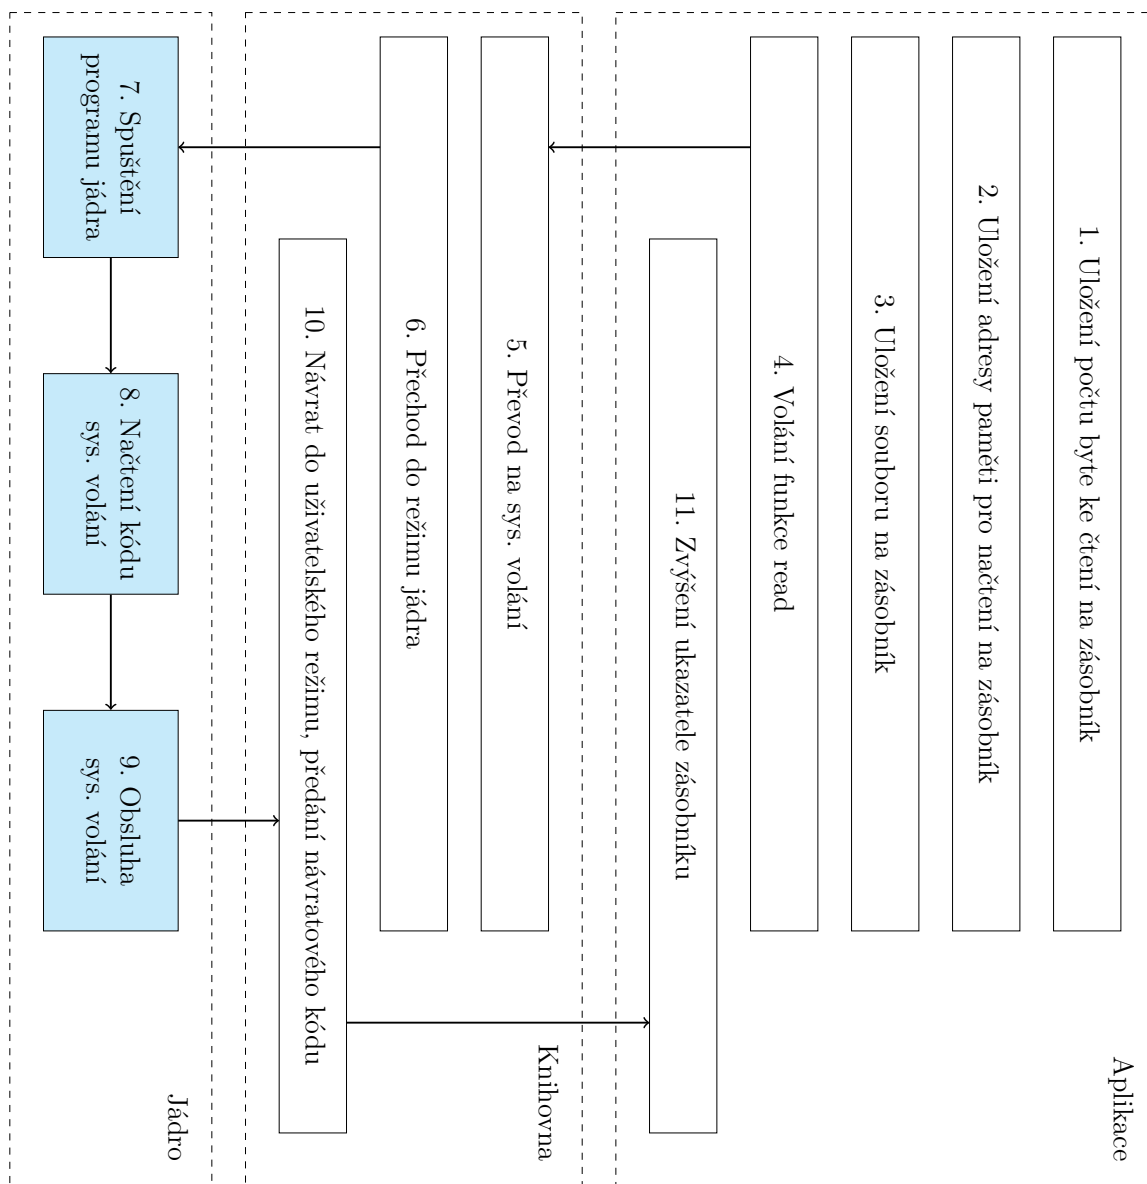 Aplikace
1. Uložení počtu byte ke čtení na zásobník
2. Uložení adresy paměti pro načtení na zásobník
3. Uložení souboru na zásobník
4. Volání funkce read
11. Zvýšení ukazatele zásobníku
Knihovna
5. Převod na sys. volání
6. Přechod do režimu jádra
10. Návrat do uživatelského režimu, předání návratového kódu
Jádro
7. Spuštění
programu jádra
8. Načtení kódu
sys. volání
9. Obsluha
sys. volání